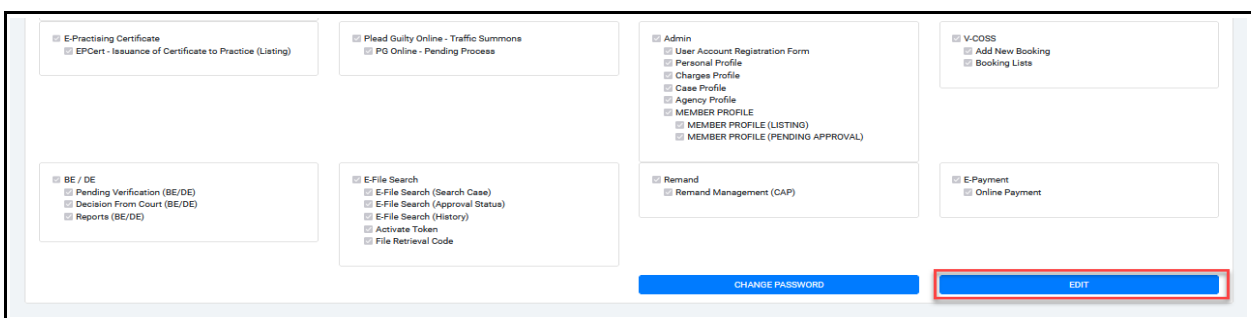 E-Practising Certificate
EPCert - Issuance of Certificate to Practice (Listing)
Plead Guilty Online - Traffic Summons
PG Online - Pending Process
Admin
User Account Registration Form
Personal Profile
Charges Profile
Case Profile
Agency Profile
MEMBER PROFILE
MEMBER PROFILE (LISTING)
MEMBER PROFILE (PENDING APPROVAL)
V-COSS
Add New Booking
Booking Lists
BE / DE
Pending Verification (BE/DE)
Decision From Court (BE/DE)
Reports (BE/DE)
E-File Search
E-File Search (Search Case)
E-File Search (Approval Status)
E-File Search (History)
Activate Token
File Retrieval Code
Remand
Remand Management (CAP)
E-Payment
Online Payment
CHANGE PASSWORD
EDIT